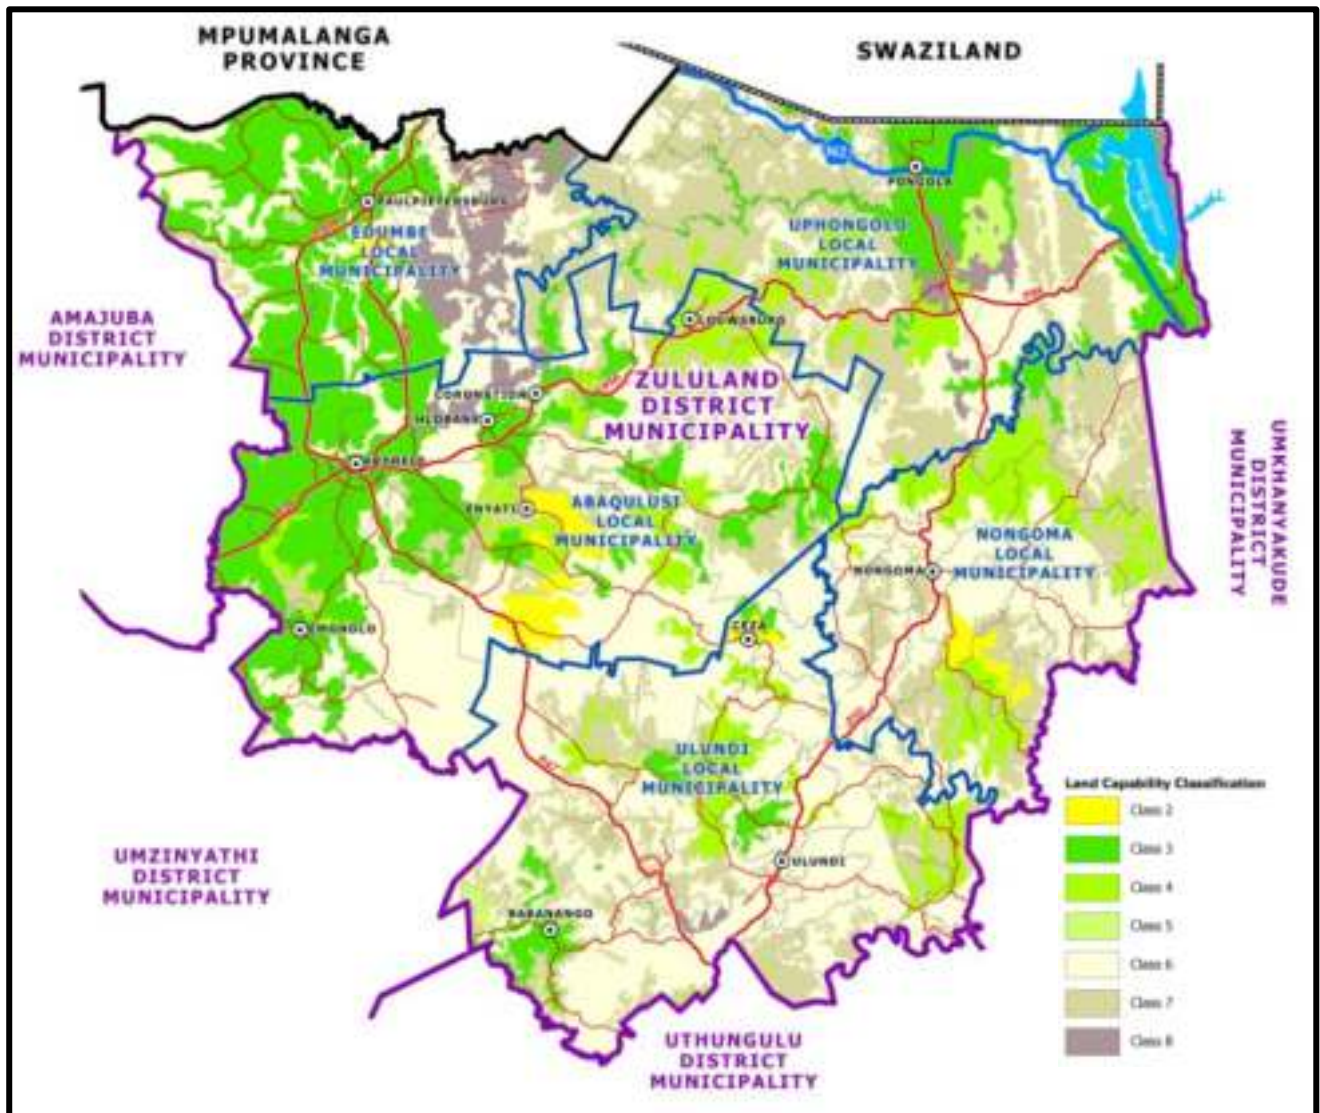 MPUMALANGA
PROVINCE
SWAZILAND
N2
PONGOLA
PAULPIETERSBURG
EDUMBE
LOCAL
MUNICIPALITY
UPHONGOLO
LOCAL
MUNICIPALITY
AMAJUBA
DISTRICT
MUNICIPALITY
LOUWSBURG
ZULULAND
DISTRICT
MUNICIPALITY
CORONATION
HLOBANE
VRYHEID
UMKHANYAKUDE
DISTRICT
MUNICIPALITY
ENYATI
ABAQULUSI
LOCAL
MUNICIPALITY
NONGOMA
LOCAL
MUNICIPALITY
NONGOMA
EMONDLO
CEZA
ULUNDI
LOCAL
MUNICIPALITY
ULUNDI
UMZINYATHI
DISTRICT
MUNICIPALITY
BABANANGO
UTHUNGULU
DISTRICT
MUNICIPALITY
Land Capability Classification
Class 2
Class 3
Class 4
Class 5
Class 6
Class 7
Class 8